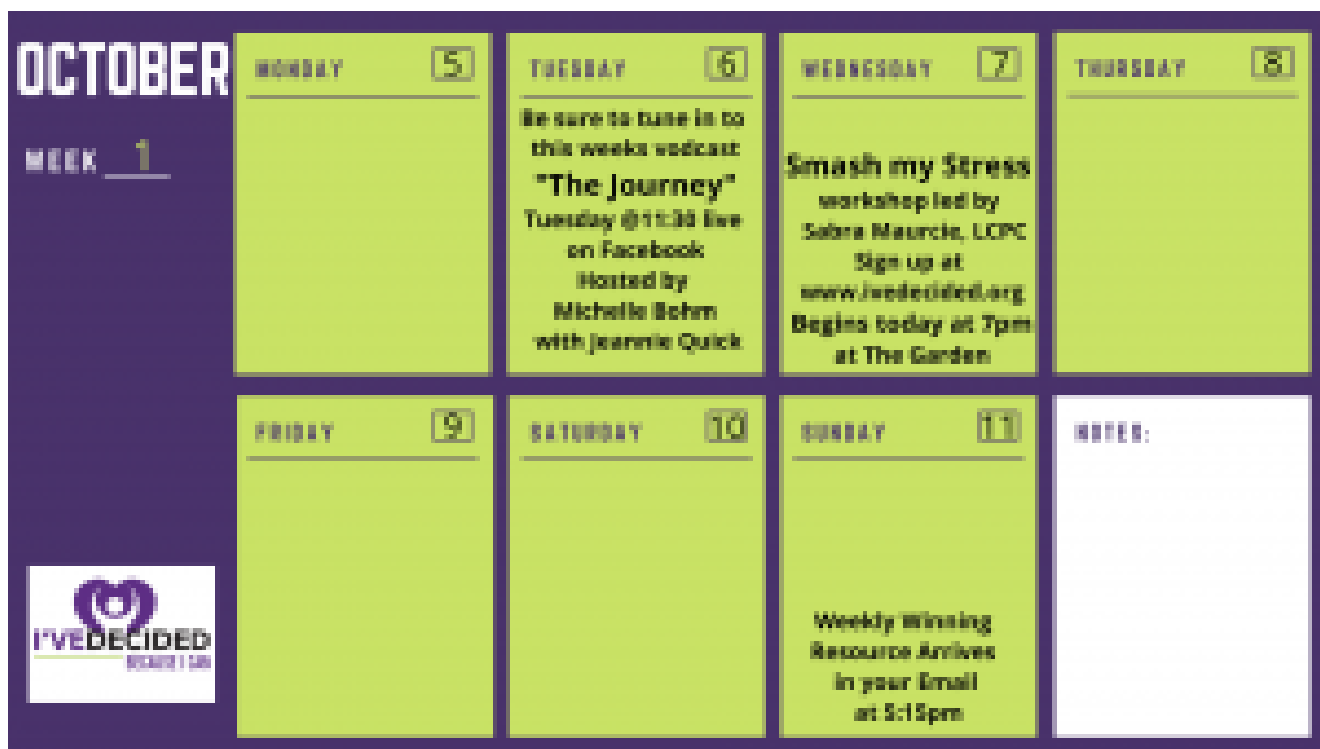 OCTOBER
WEEK 1
MONDAY 5
TUESDAY 6
Be sure to tune in to
this weeks vodcast
"The Journey"
Tuesday @11:30 live
on Facebook
Hosted by
Michelle Bohm
with Jeannie Quick
WEDNESDAY 7
Smash my Stress
workshop led by
Sabra Maurcie, LCPC
Sign up at
www.ivedecided.org
Begins today at 7pm
at The Garden
THURSDAY 8
FRIDAY 9
SATURDAY 10
SUNDAY 11
Weekly Winning
Resource Arrives
in your Email
at 5:15pm
NOTES:
I'VEDECIDED
BECAUSE I CAN